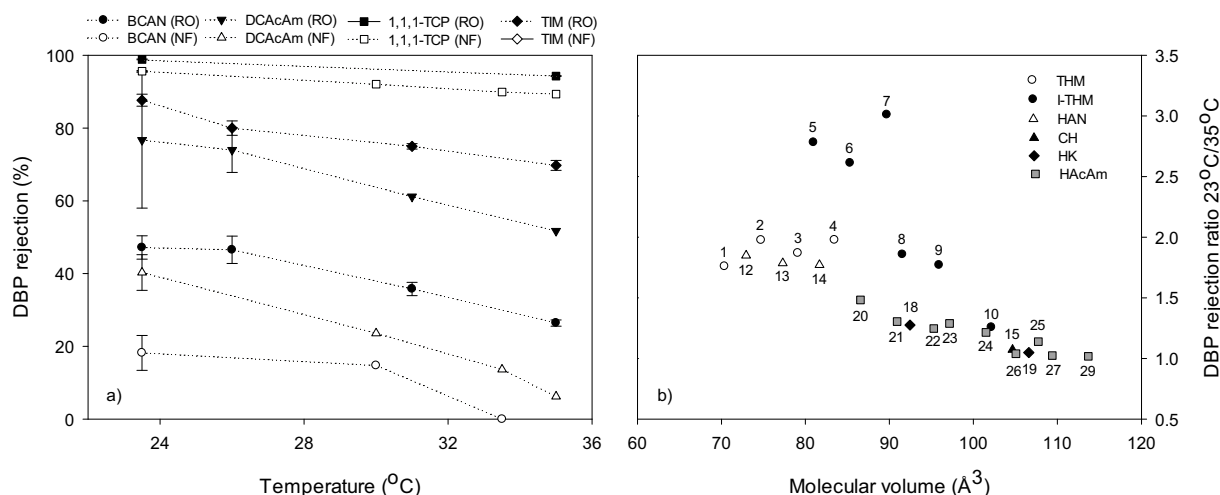 BCAN (RO) DCAcAm (RO) 1,1,1-TCP (RO) TIM (RO)
BCAN (NF) DCAcAm (NF) 1,1,1-TCP (NF) TIM (NF)
DBP rejection (%)
100
80
60
40
20
0
a)
24 28 32 36
Temperature (°C)
THM
I-THM
HAN
CH
HK
HAcAm
7
5
6
2
4
3
1
8
9
12
13
14
20
18
21
22
23
10
24
15
25
26
19
27
29
b)
3.5
3.0
2.5
2.0
1.5
1.0
0.5
DBP rejection ratio 23°C/35°C
60 70 80 90 100 110 120
Molecular volume (Å³)